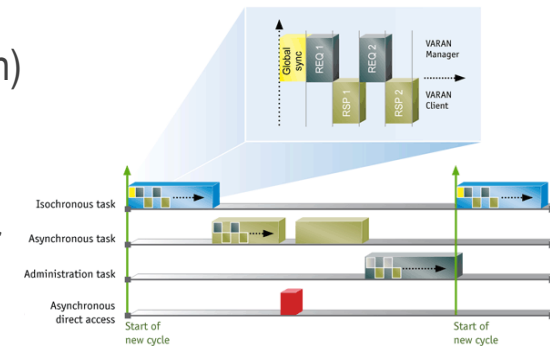 n)
Global
sync
REQ 1
RSP 1
REQ 2
RSP 2
VARAN
Manager
VARAN
Client
Isochronous task
Asynchronous task
Administration task
Asynchronous
direct access
Start of
new cycle
Start of
new cycle